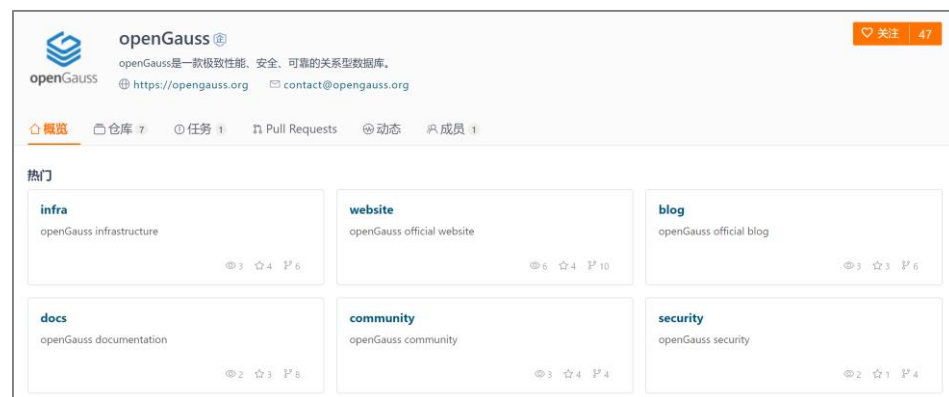 openGauss 企
关注 47
openGauss是一款极致性能、安全、可靠的关系型数据库。
openGauss
https://opengauss.org contact@opengauss.org
概览 仓库 7 任务 1 Pull Requests 动态 成员 1
热门
infra
openGauss infrastructure
3 4 6
website
openGauss official website
6 4 10
blog
openGauss official blog
3 3 6
docs
openGauss documentation
2 3 8
community
openGauss community
3 4 4
security
openGauss security
2 1 4